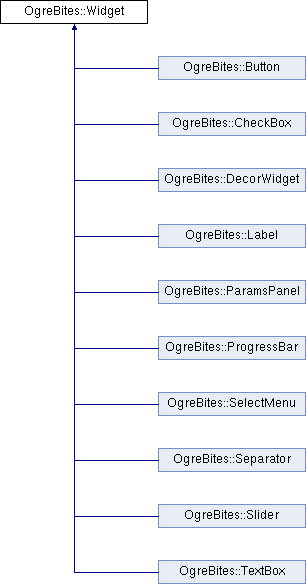 OgreBites::Widget
OgreBites::Button
OgreBites::CheckBox
OgreBites::DecorWidget
OgreBites::Label
OgreBites::ParamsPanel
OgreBites::ProgressBar
OgreBites::SelectMenu
OgreBites::Separator
OgreBites::Slider
OgreBites::TextBox